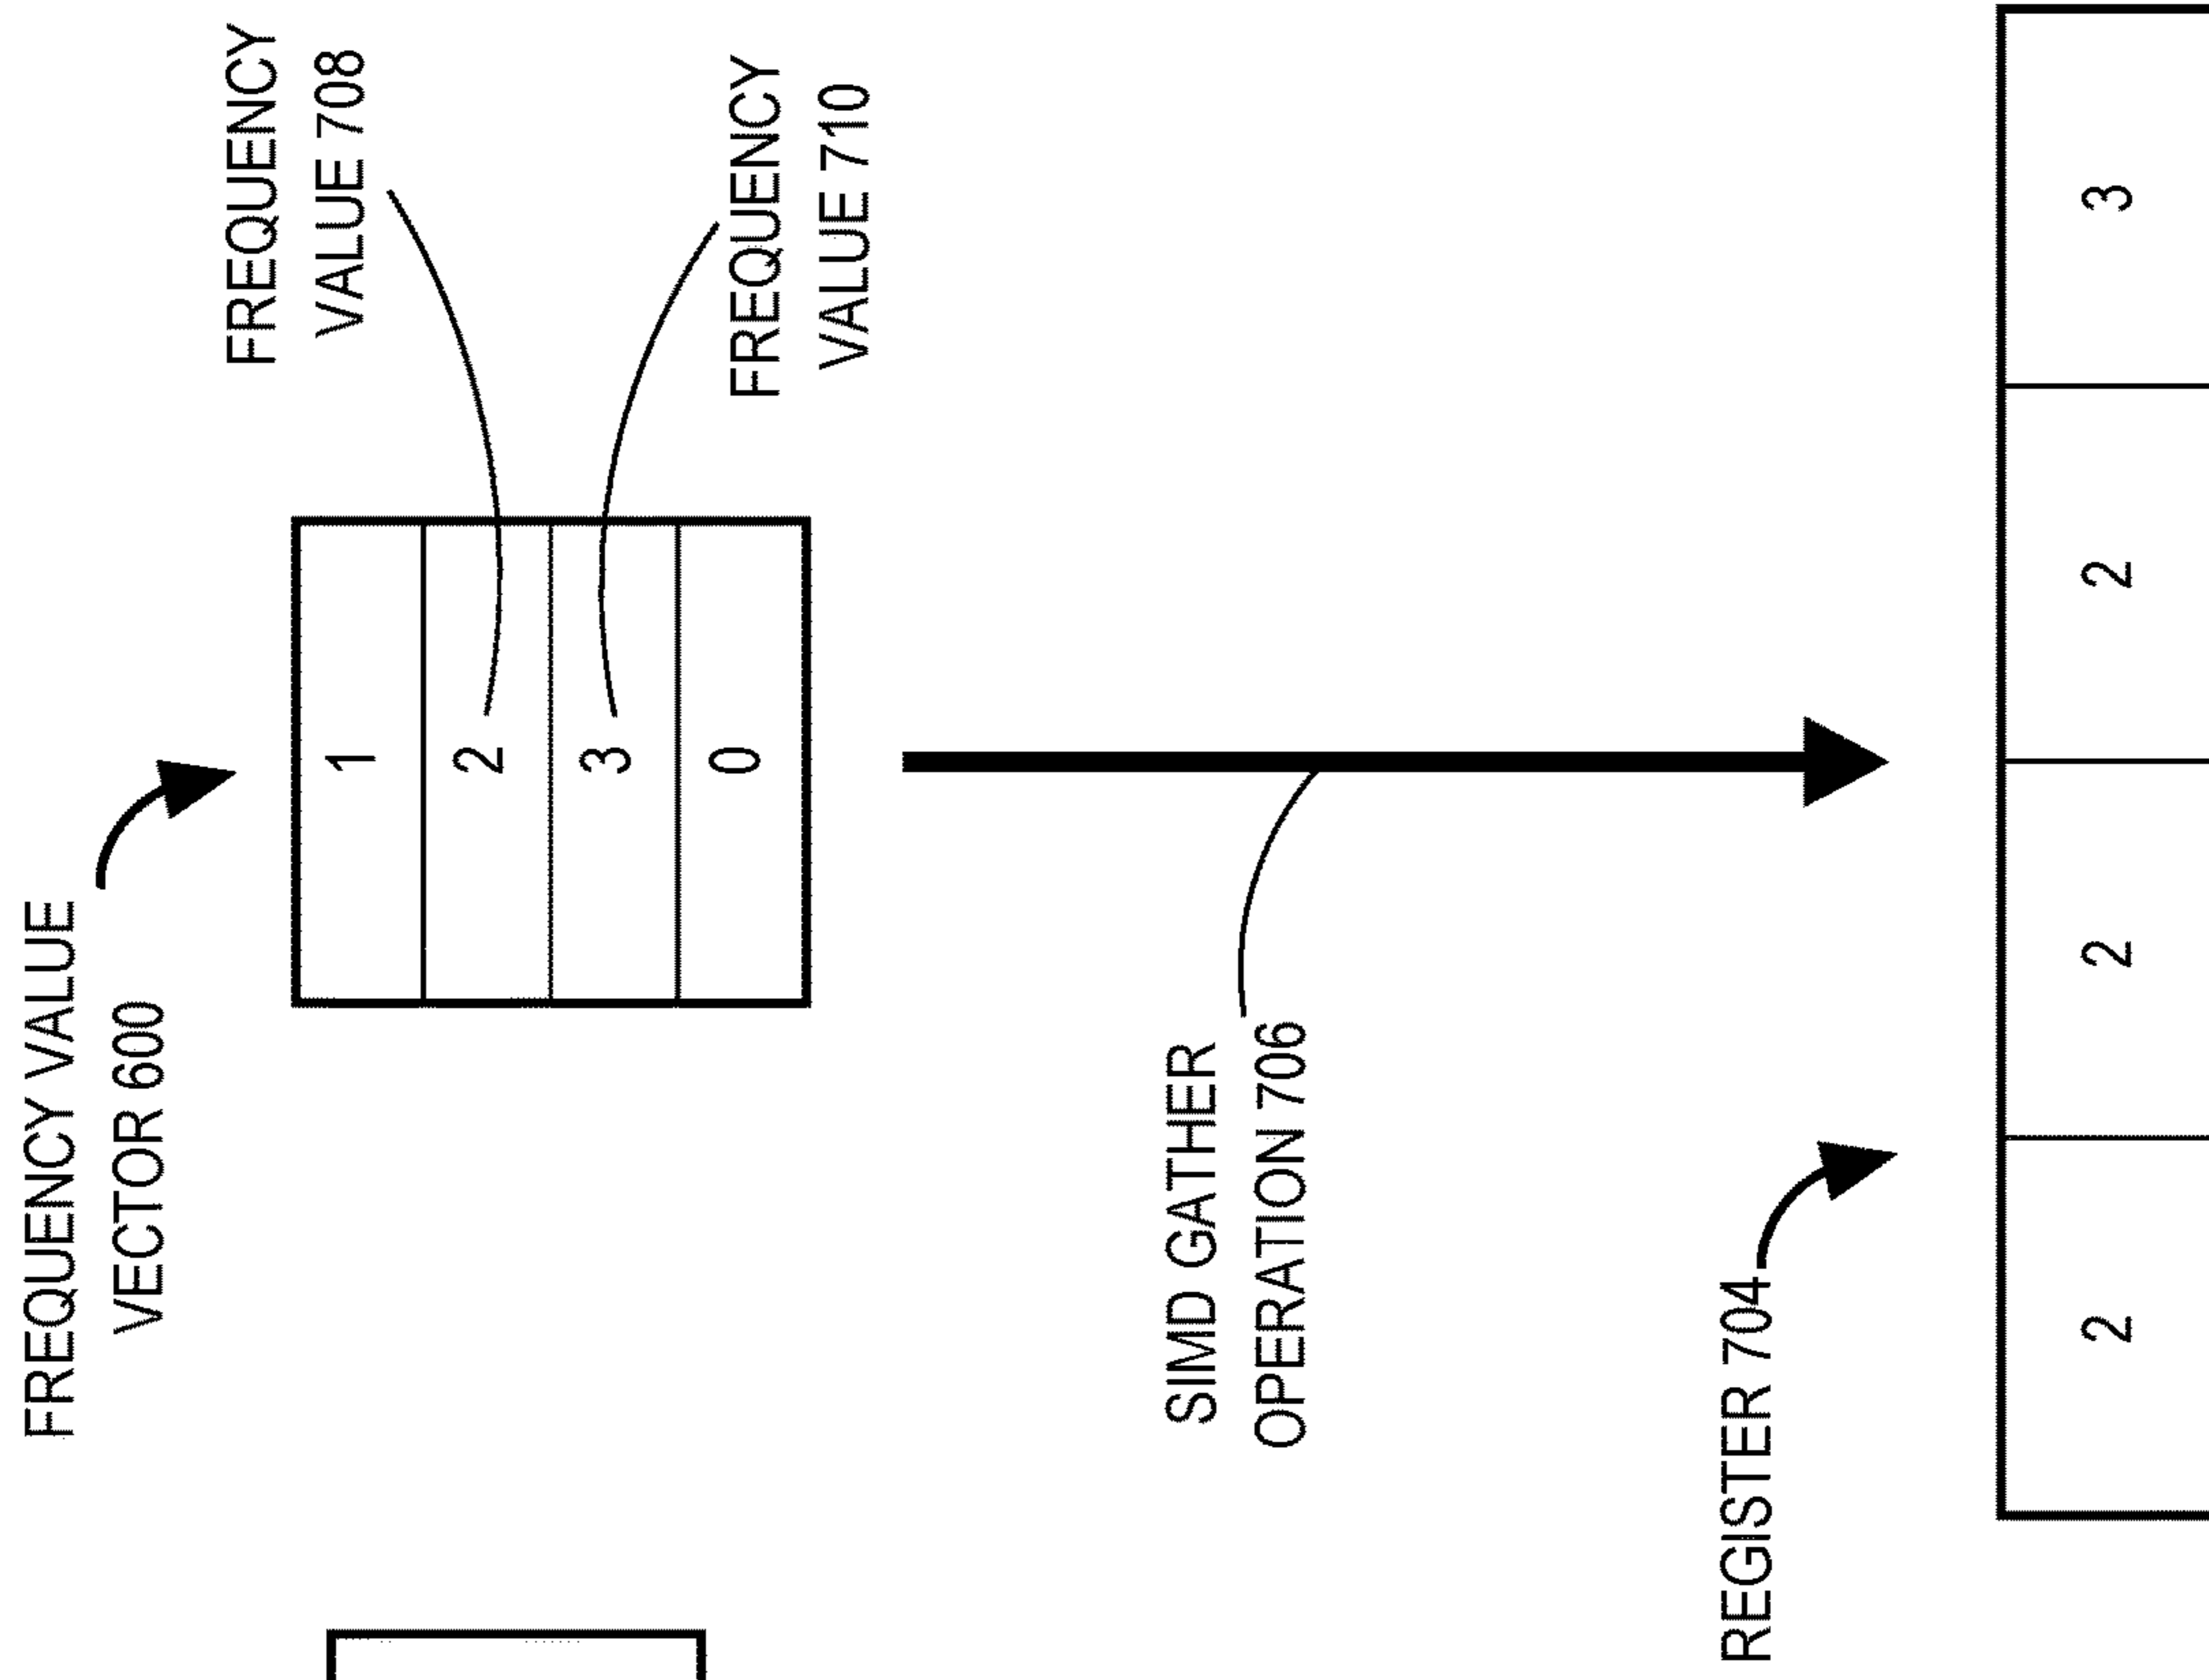 FREQUENCY VALUE
VECTOR 600
FREQUENCY
VALUE 708
1
2
3
0
FREQUENCY
VALUE 710
SIMD GATHER
OPERATION 706
REGISTER 704
2 2 2 3